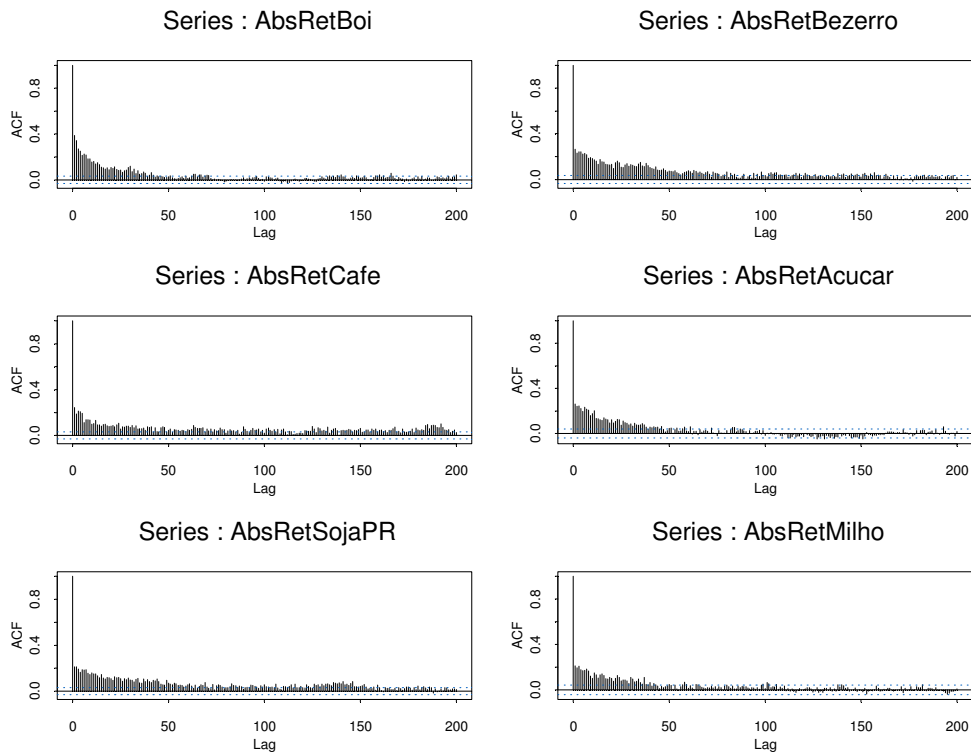 Series : AbsRetBoi
ACF
0.0 0.4 0.8
0 50 100 150 200
Lag
Series : AbsRetBezerro
ACF
0.0 0.4 0.8
0 50 100 150 200
Lag
Series : AbsRetCafe
ACF
0.0 0.4 0.8
0 50 100 150 200
Lag
Series : AbsRetAcucar
ACF
0.0 0.4 0.8
0 50 100 150 200
Lag
Series : AbsRetSojaPR
ACF
0.0 0.4 0.8
0 50 100 150 200
Lag
Series : AbsRetMilho
ACF
0.0 0.4 0.8
0 50 100 150 200
Lag